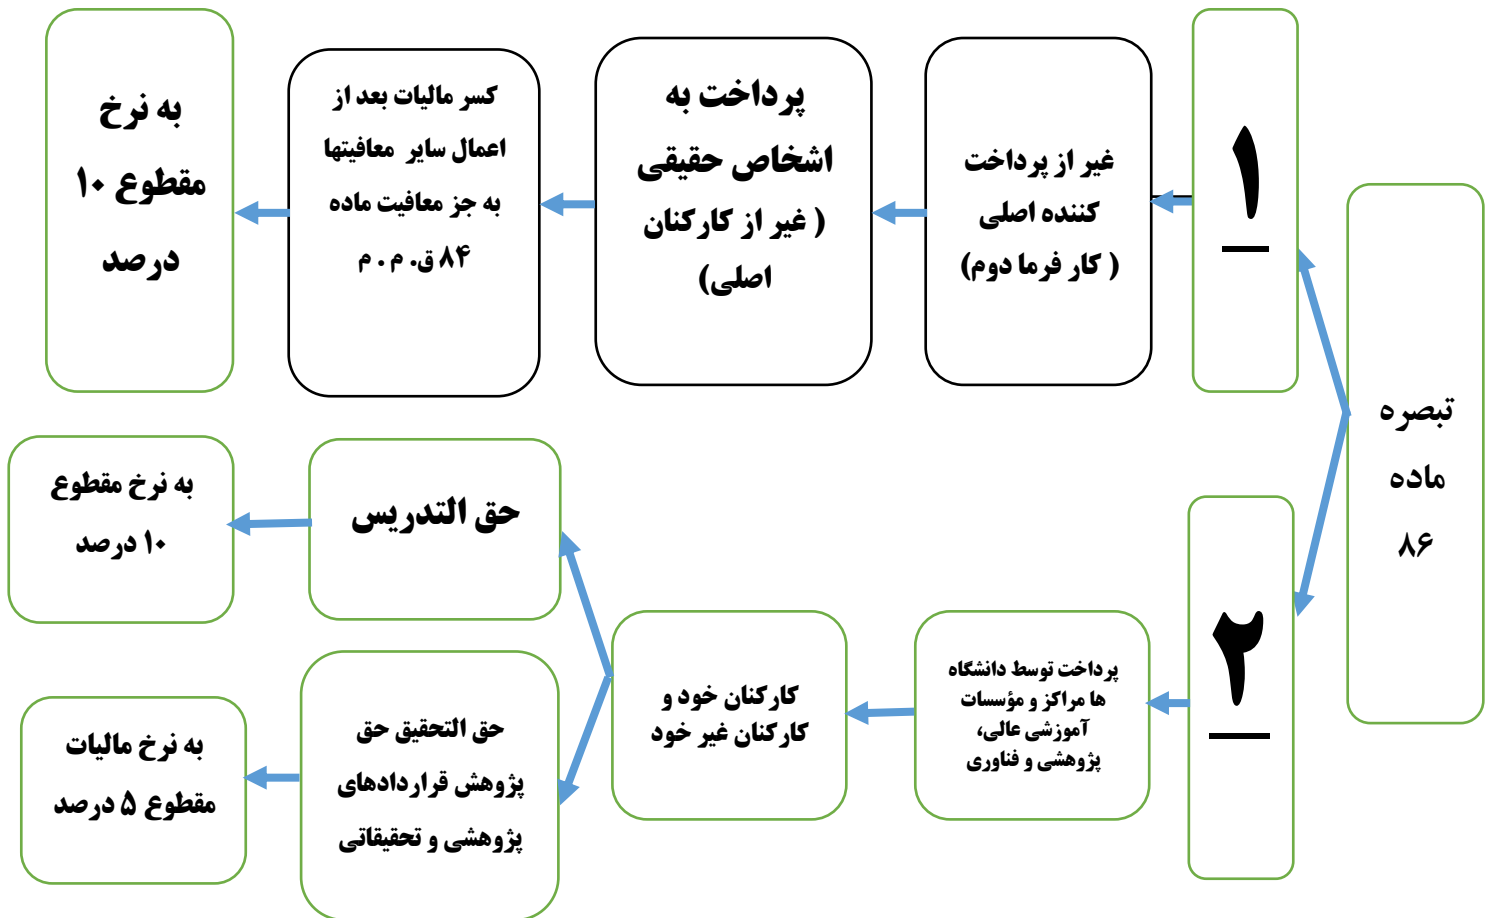 تبصره
ماده
۸۶
۱
غیر از پرداخت
کننده اصلی
( کار فرما دوم)
پرداخت به
اشخاص حقیقی
( غیر از کارکنان
اصلی)
کسر مالیات بعد از
اعمال سایر معافیتها
به جز معافیت ماده
۸۴ ق. م . م
به نرخ
مقطوع ۱۰
درصد
۲
پرداخت توسط دانشگاه
ها مراکز و مؤسسات
آموزشی عالی،
پژوهشی و فناوری
کارکنان خود و
کارکنان غیر خود
حق التدریس
به نرخ مقطوع
۱۰ درصد
حق التحقیق حق
پژوهش قراردادهای
پژوهشی و تحقیقاتی
به نرخ مالیات
مقطوع ۵ درصد